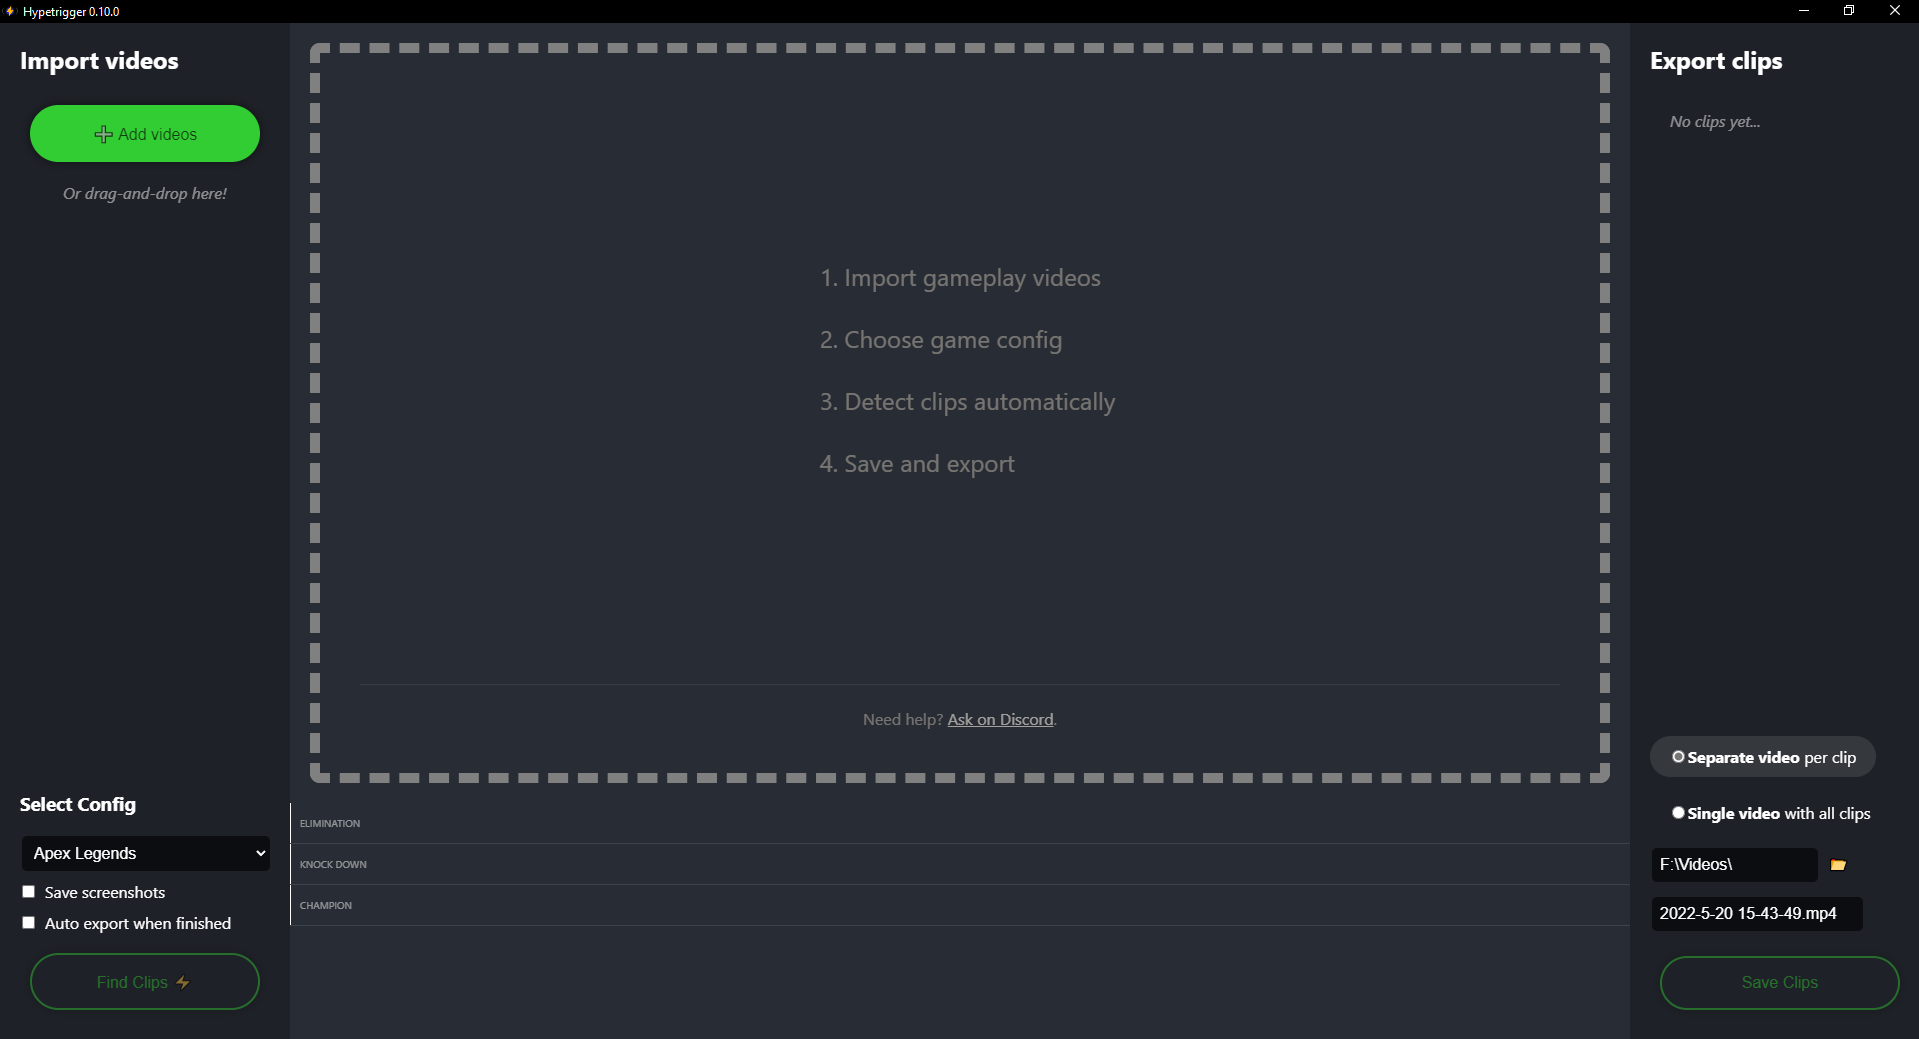 Hypetrigger 0.10.0
Import videos
Add videos
Or drag-and-drop here!
1. Import gameplay videos
2. Choose game config
3. Detect clips automatically
4. Save and export
Need help? Ask on Discord.
Select Config
Apex Legends
Save screenshots
Auto export when finished
Find Clips
ELIMINATION
KNOCK DOWN
CHAMPION
Export clips
No clips yet...
Separate video per clip
Single video with all clips
F:\Videos\
2022-5-20 15-43-49.mp4
Save Clips